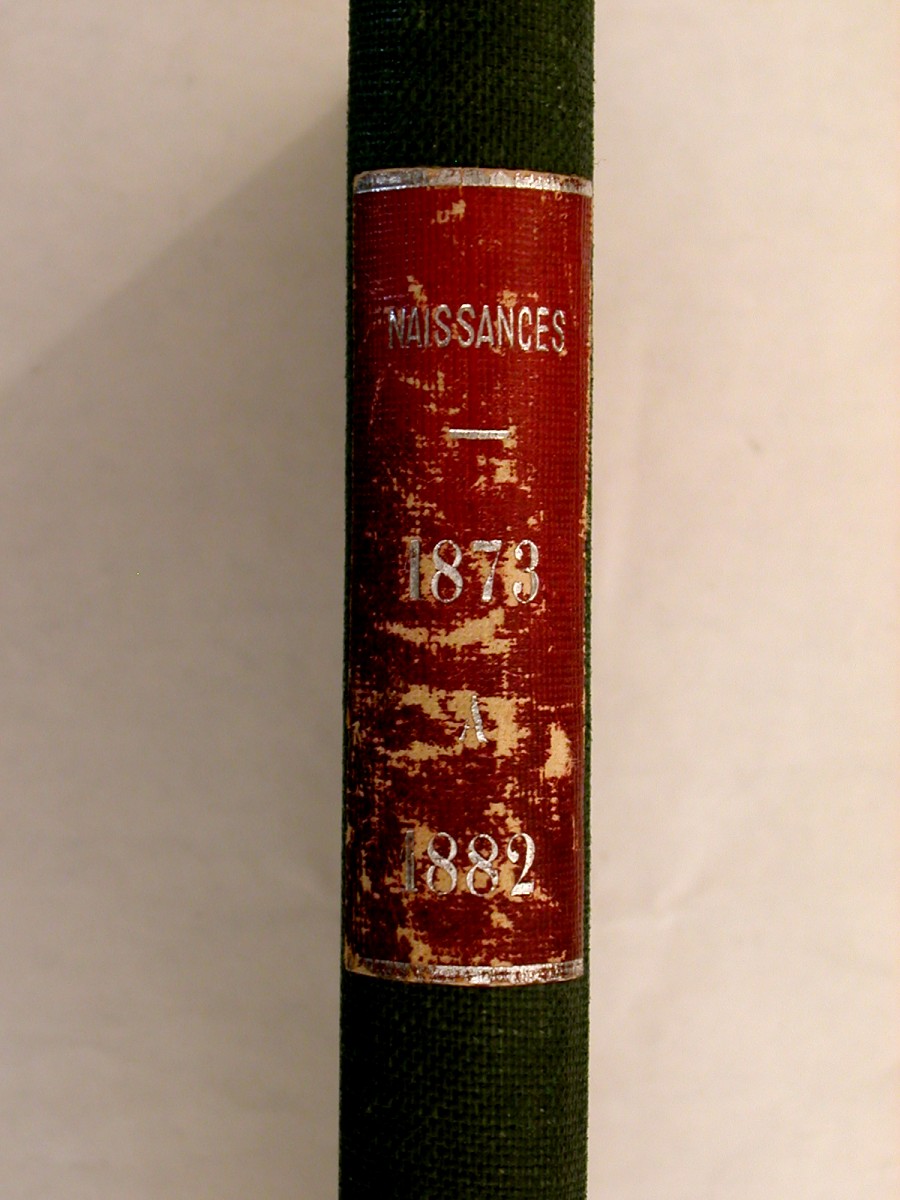 NAISSANCES
—
1873
A
1882